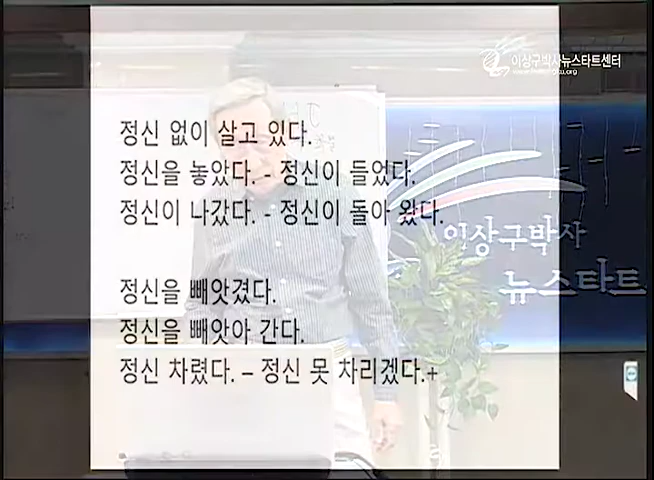 이상구박사뉴스타트센터
정신 없이 살고 있다.
정신을 놓았다. - 정신이 들었다.
정신이 나갔다. - 정신이 돌아 왔다.
이상구박사
뉴스타트
정신을 빼앗겼다.
정신을 빼앗아 간다.
정신 차렸다. – 정신 못 차리겠다.+